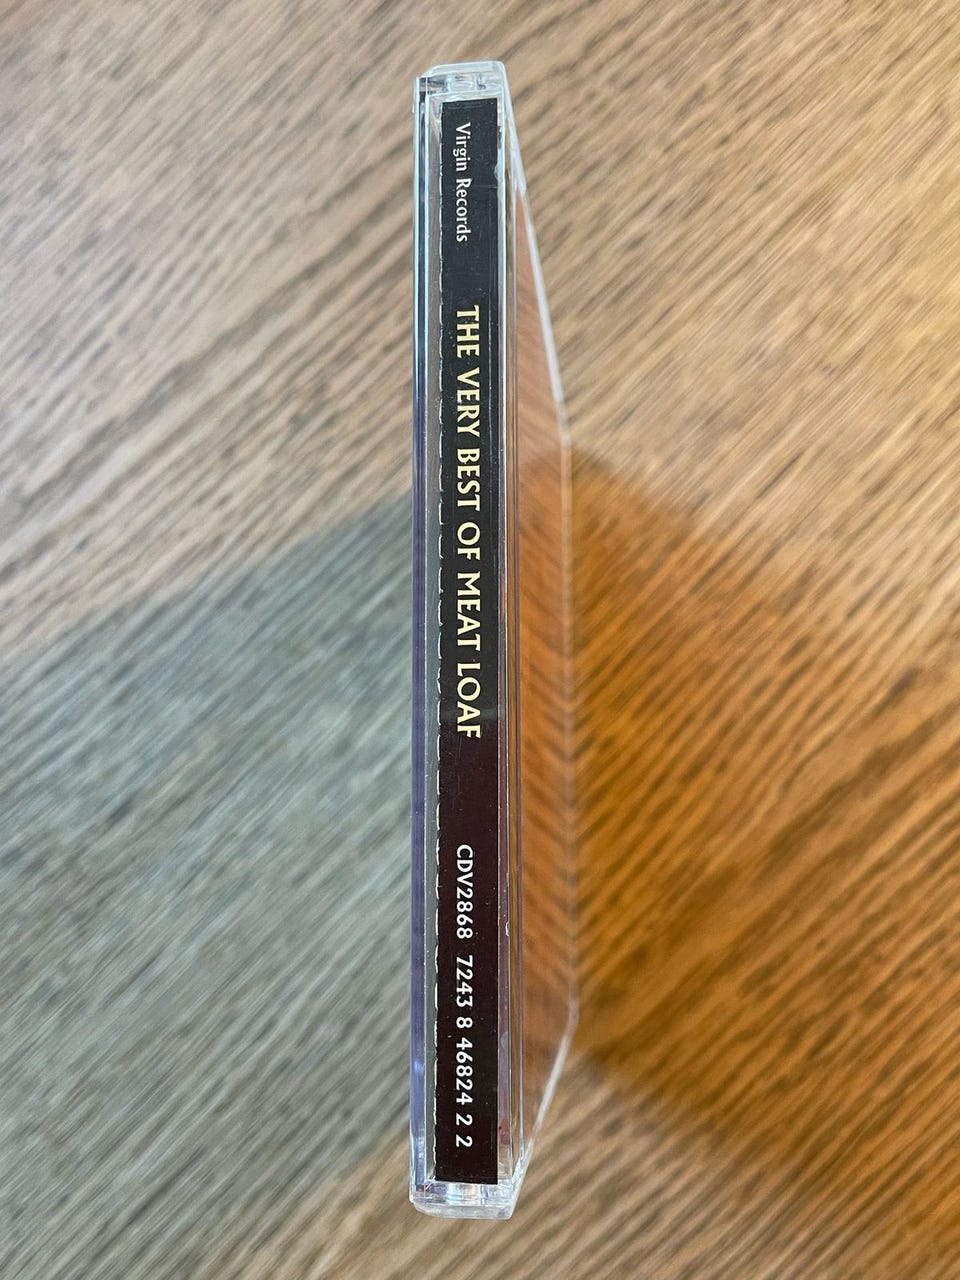 Virgin Records THE VERY BEST OF MEAT LOAF CDV2868 7243 8 46824 2 2